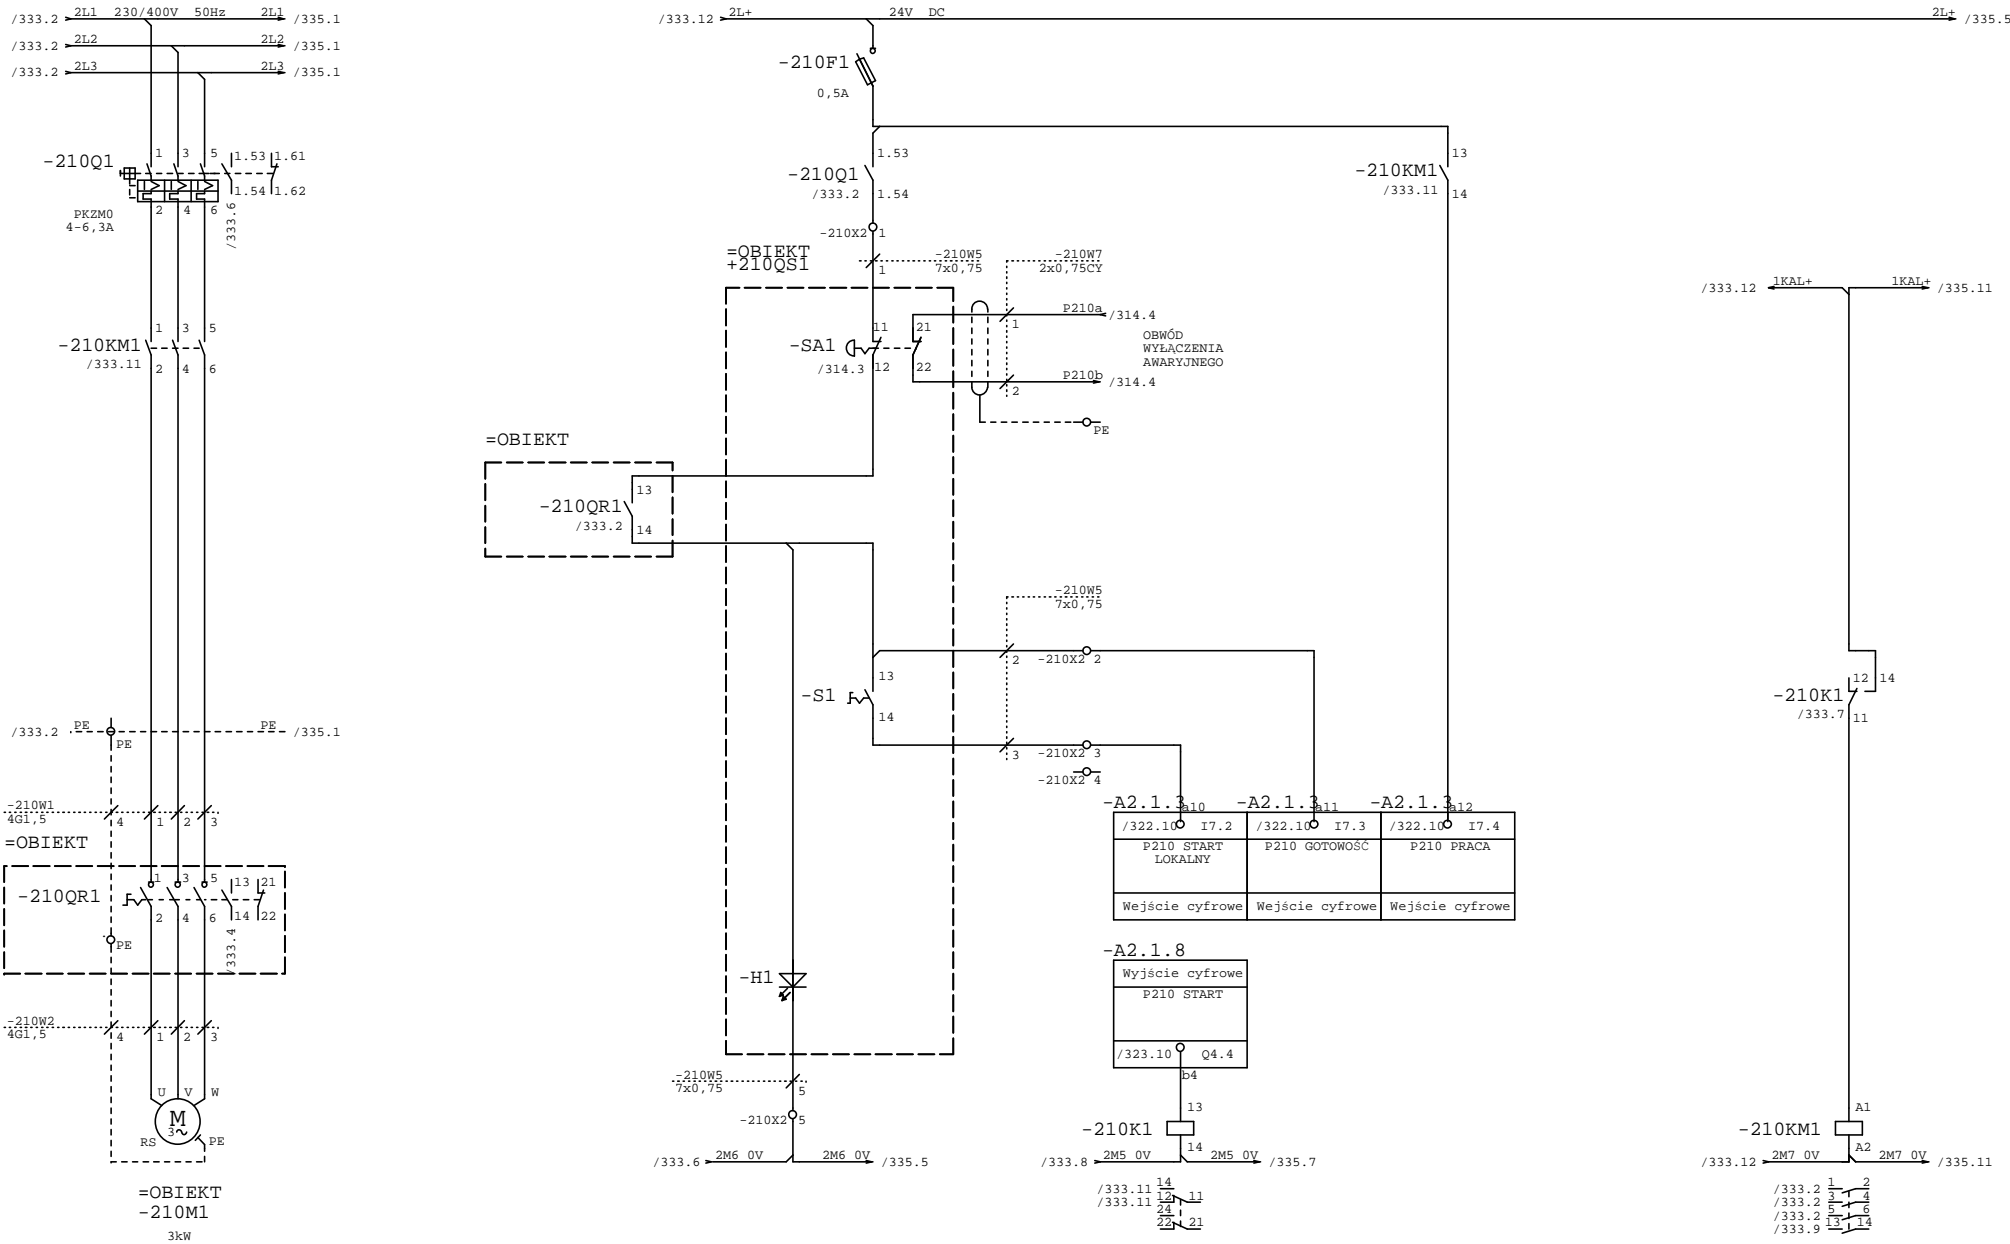 /333.2 2L1 230/400V 50Hz 2L1 /335.1
/333.2 2L2 2L2 /335.1
/333.2 2L3 2L3 /335.1
-210Q1
1 3 5 1.53 1.61
2 4 6 1.54 1.62
PKZM0
4-6,3A
/333.6
-210KM1
/333.11
1 3 5
2 4 6
/333.2 PE PE /335.1
PE
-210W1
4G1,5
4 1 2 3
=OBIEKT
-210QR1
1 3 5 13 21
2 4 6 14 22
PE
/333.4
-210W2
4G1,5
4 1 2 3
U V W
M
3~
RS PE
=OBIEKT
-210M1
3kW
/333.12 2L+ 24V DC 2L+ /335.5
-210F1
0,5A
-210Q1
/333.2
1.53
1.54
-210X2 1
=OBIEKT
+210QS1
-210W5
7x0,75
1
-210W7
2x0,75CY
-SA1
/314.3
11 21
12 22
P210a /314.4
1
OBWÓD
WYŁĄCZENIA
AWARYJNEGO
P210b /314.4
2
PE
=OBIEKT
-210QR1
/333.2
13
14
-210W5
7x0,75
2 -210X2 2
-S1
13
14
3 -210X2 3
-210X2 4
-210KM1
/333.11
13
14
-A2.1.3 a10 -A2.1.3 a11 -A2.1.3 a12
/322.10 I7.2 /322.10 I7.3 /322.10 I7.4
P210 START
LOKALNY
P210 GOTOWOŚĆ
P210 PRACA
Wejście cyfrowe Wejście cyfrowe Wejście cyfrowe
-A2.1.8
Wyjście cyfrowe
P210 START
/323.10 Q4.4
b4
-H1
-210W5
7x0,75
5
-210X2 5
/333.6 2M6 0V 2M6 0V /335.5
-210K1
13
14
/333.8 2M5 0V 2M5 0V /335.7
/333.11 14
/333.11 12 11
24
22 21
/333.12 1KAL+ 1KAL+ /335.11
-210K1
/333.7
12 14
11
-210KM1
A1
A2
/333.12 2M7 0V 2M7 0V /335.11
/333.2 1 2
/333.2 3 4
/333.2 5 6
/333.9 13 14